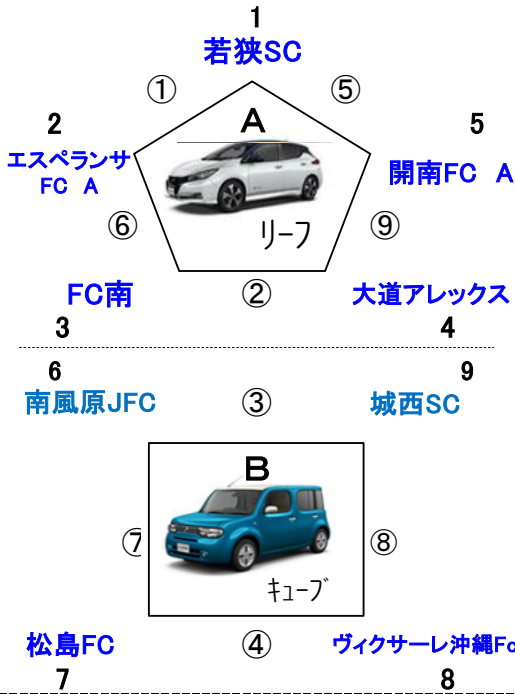 1
若狭SC
① ⑤
A
2 5
エスペランサ
FC A
開南FC A
リーフ
⑥ ⑨
FC南 ② 大道アレックス
3 4
6 9
南風原JFC ③ 城西SC
B
⑦ ⑧
キューブ
松島FC ④ ヴィクサーレ沖縄Fc
7 8